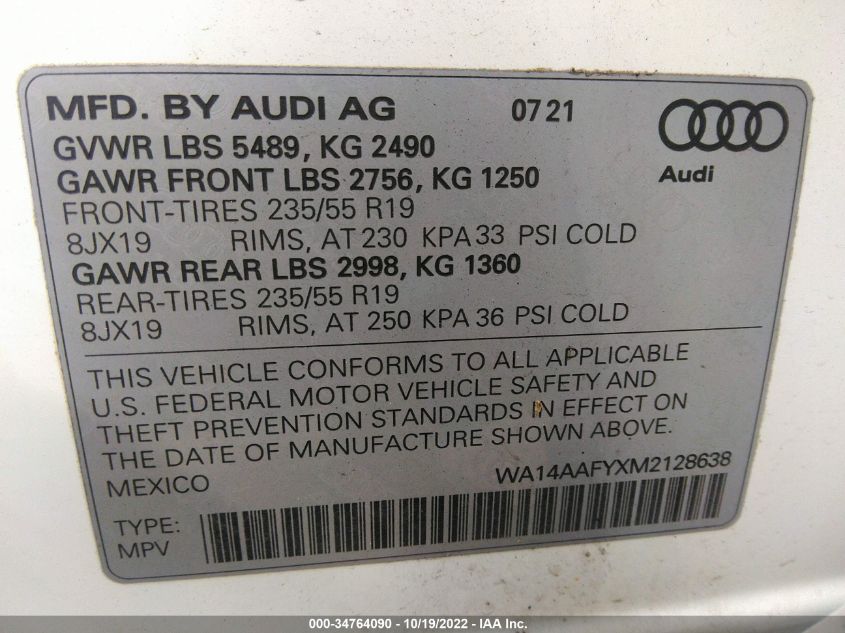 MFD. BY AUDI AG 07 21
GVWR LBS 5489, KG 2490
GAWR FRONT LBS 2756, KG 1250
Audi
FRONT-TIRES 235/55 R19
8JX19 RIMS, AT 230 KPA 33 PSI COLD
GAWR REAR LBS 2998, KG 1360
REAR-TIRES 235/55 R19
8JX19 RIMS, AT 250 KPA 36 PSI COLD
THIS VEHICLE CONFORMS TO ALL APPLICABLE
U.S. FEDERAL MOTOR VEHICLE SAFETY AND
THEFT PREVENTION STANDARDS IN EFFECT ON
THE DATE OF MANUFACTURE SHOWN ABOVE.
MEXICO WA14AAFYXM2128638
TYPE:
MPV
000-34764090 - 10/19/2022 - IAA Inc.